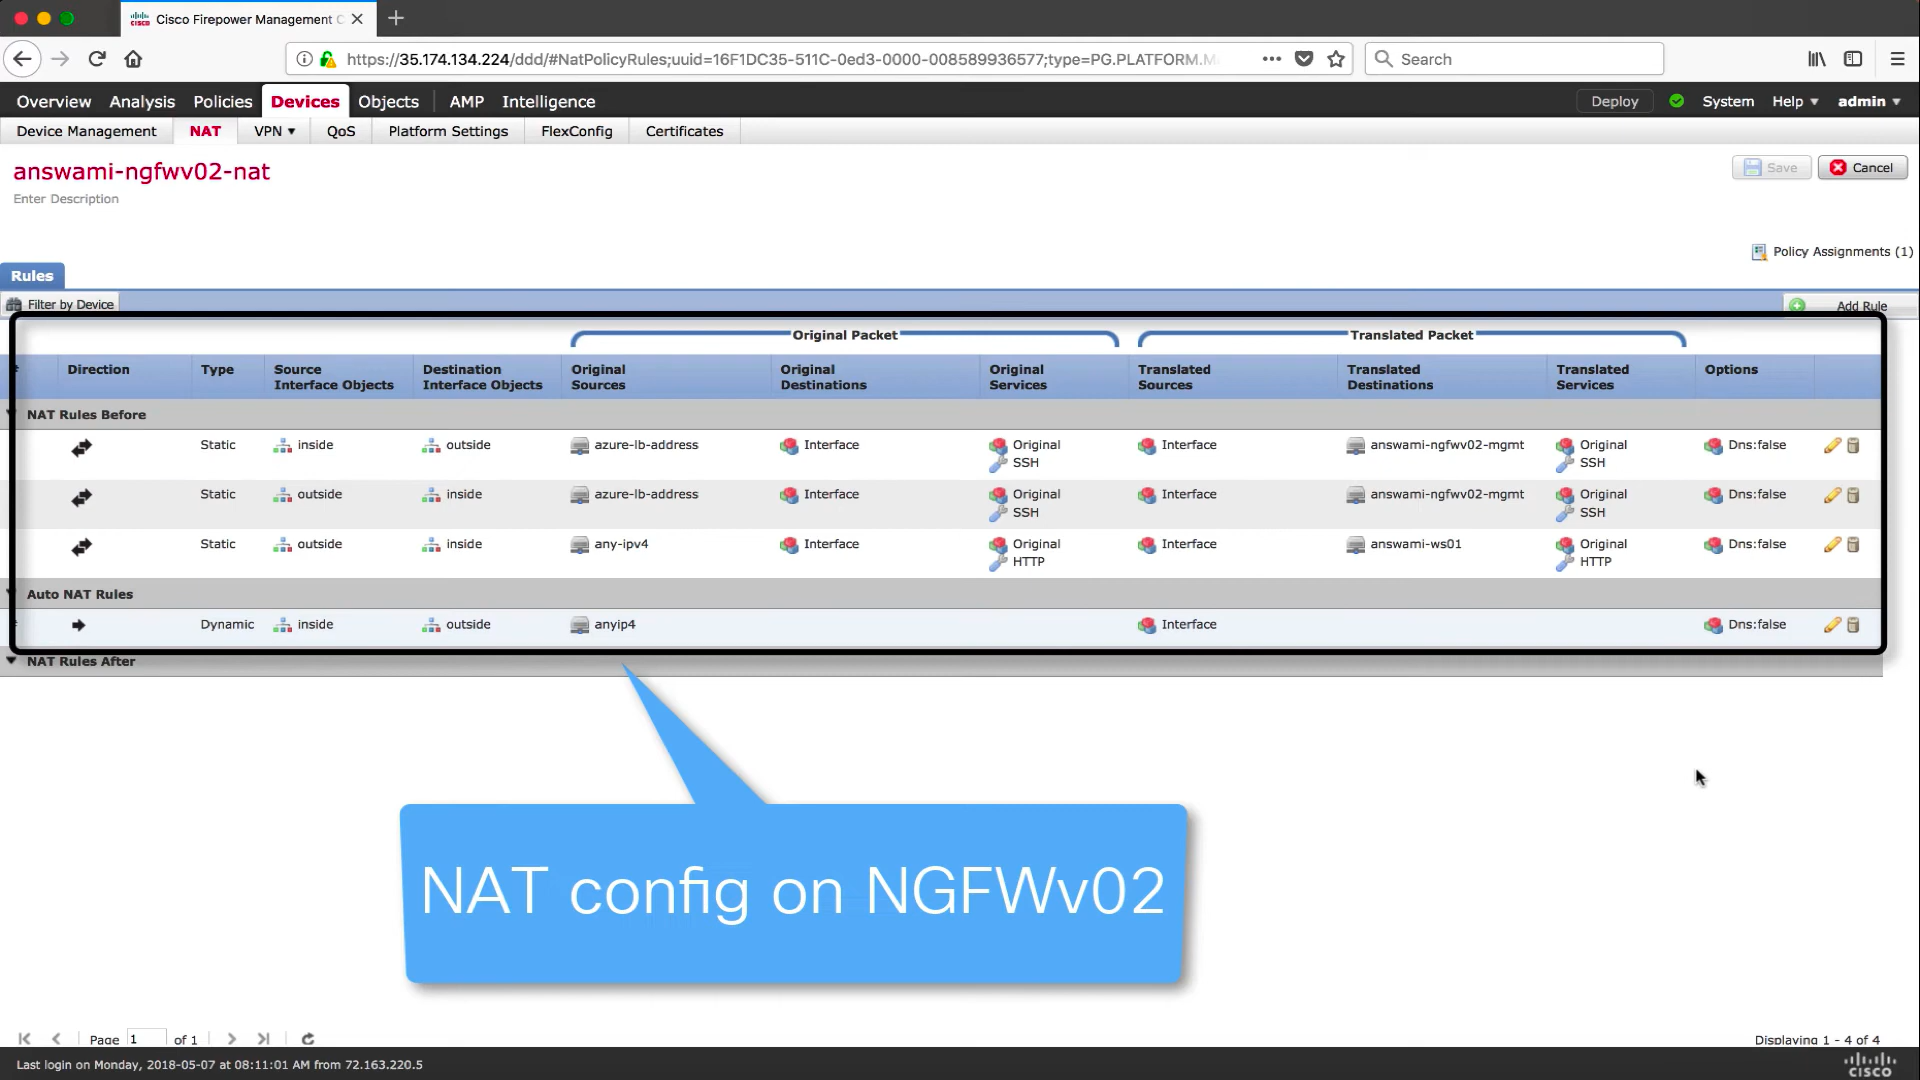 Cisco Firepower Management C
https://35.174.134.224/ddd/#NatPolicyRules;uuid=16F1DC35-511C-0ed3-0000-008589936577;type=PG.PLATFORM.M
Search
Overview Analysis Policies Devices Objects AMP Intelligence Deploy System Help admin
Device Management NAT VPN QoS Platform Settings FlexConfig Certificates
answami-ngfwv02-nat
Save Cancel
Enter Description
Policy Assignments (1)
Rules
Filter by Device
Add Rule
Original Packet Translated Packet
Direction Type Source Interface Objects Destination Interface Objects Original Sources Original Destinations Original Services Translated Sources Translated Destinations Translated Services Options
NAT Rules Before
Static inside outside azure-lb-address Interface Original SSH Interface answami-ngfwv02-mgmt Original SSH Dns:false
Static outside inside azure-lb-address Interface Original SSH Interface answami-ngfwv02-mgmt Original SSH Dns:false
Static outside inside any-ipv4 Interface Original HTTP Interface answami-ws01 Original HTTP Dns:false
Auto NAT Rules
Dynamic inside outside anyip4 Interface Dns:false
NAT Rules After
NAT config on NGFWv02
Page 1 of 1
Displaying 1 - 4 of 4
Last login on Monday, 2018-05-07 at 08:11:01 AM from 72.163.220.5
CISCO